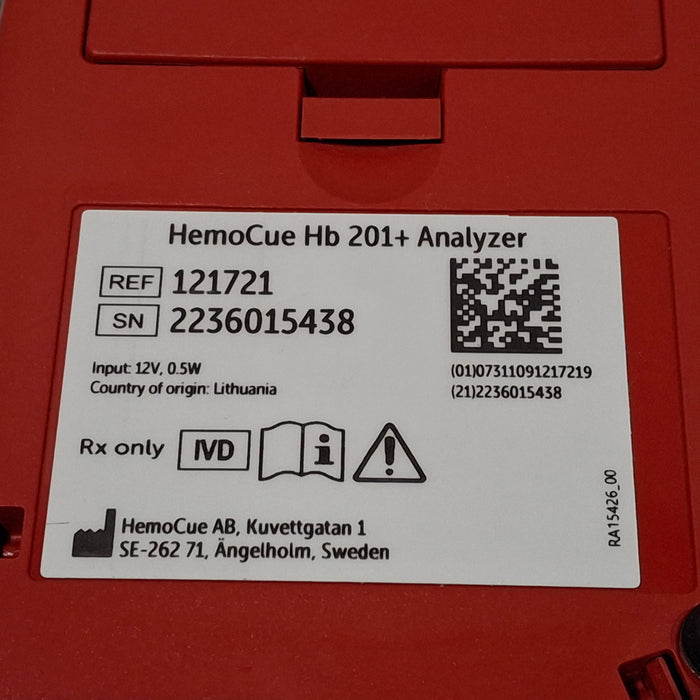 HemoCue Hb 201+ Analyzer
REF 121721
SN 2236015438
Input: 12V, 0.5W
Country of origin: Lithuania
(01)07311091217219
(21)2236015438
Rx only IVD
HemoCue AB, Kuvettgatan 1
SE-262 71, Ängelholm, Sweden
RA15426_00